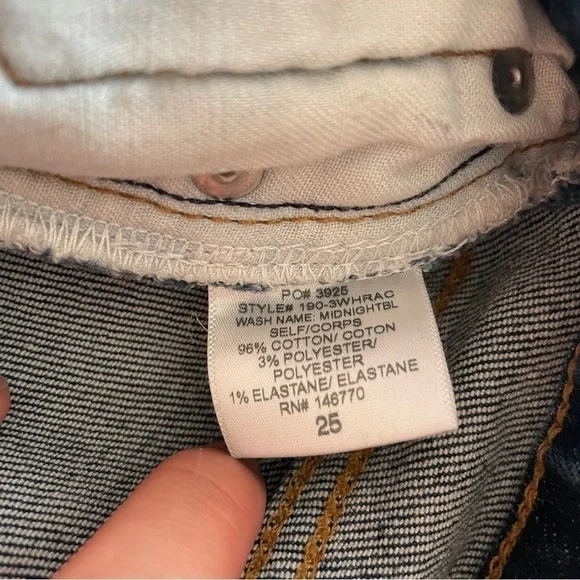 PO# 3925
STYLE# 190-3WHRAC
WASH NAME: MIDNIGHTBL
SELF/CORPS
96% COTTON/ COTON
3% POLYESTER/
POLYESTER
1% ELASTANE/ ELASTANE
RN# 146770
25